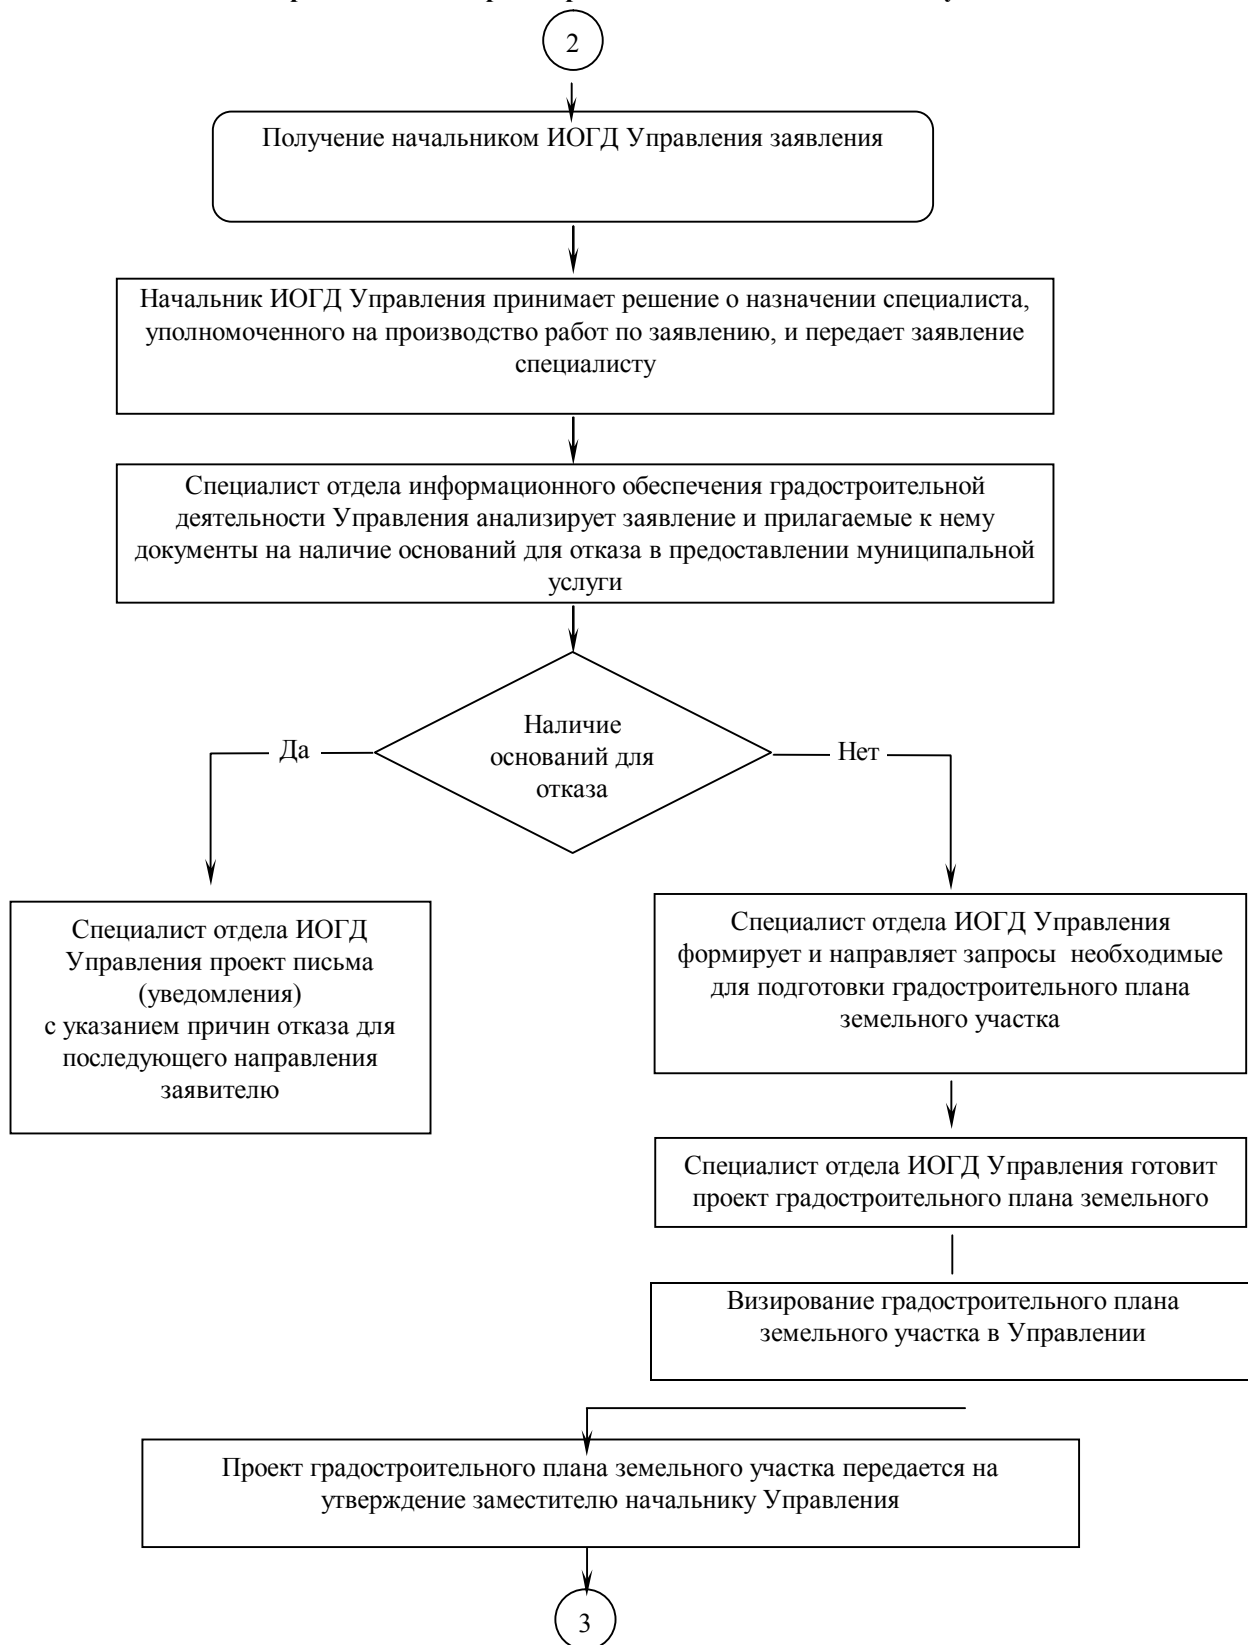 2
Получение начальником ИОГД Управления заявления
Начальник ИОГД Управления принимает решение о назначении специалиста,
уполномоченного на производство работ по заявлению, и передает заявление
специалисту
Специалист отдела информационного обеспечения градостроительной
деятельности Управления анализирует заявление и прилагаемые к нему
документы на наличие оснований для отказа в предоставлении муниципальной
услуги
Наличие
оснований для
отказа
Да
Нет
Специалист отдела ИОГД
Управления проект письма
(уведомления)
с указанием причин отказа для
последующего направления
заявителю
Специалист отдела ИОГД Управления
формирует и направляет запросы необходимые
для подготовки градостроительного плана
земельного участка
Специалист отдела ИОГД Управления готовит
проект градостроительного плана земельного
Визирование градостроительного плана
земельного участка в Управлении
Проект градостроительного плана земельного участка передается на
утверждение заместителю начальнику Управления
3